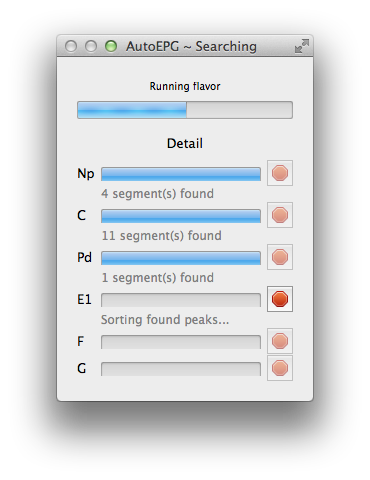 AutoEPG ~ Searching
Running flavor
Detail
Np
4 segment(s) found
C
11 segment(s) found
Pd
1 segment(s) found
E1
Sorting found peaks...
F
G